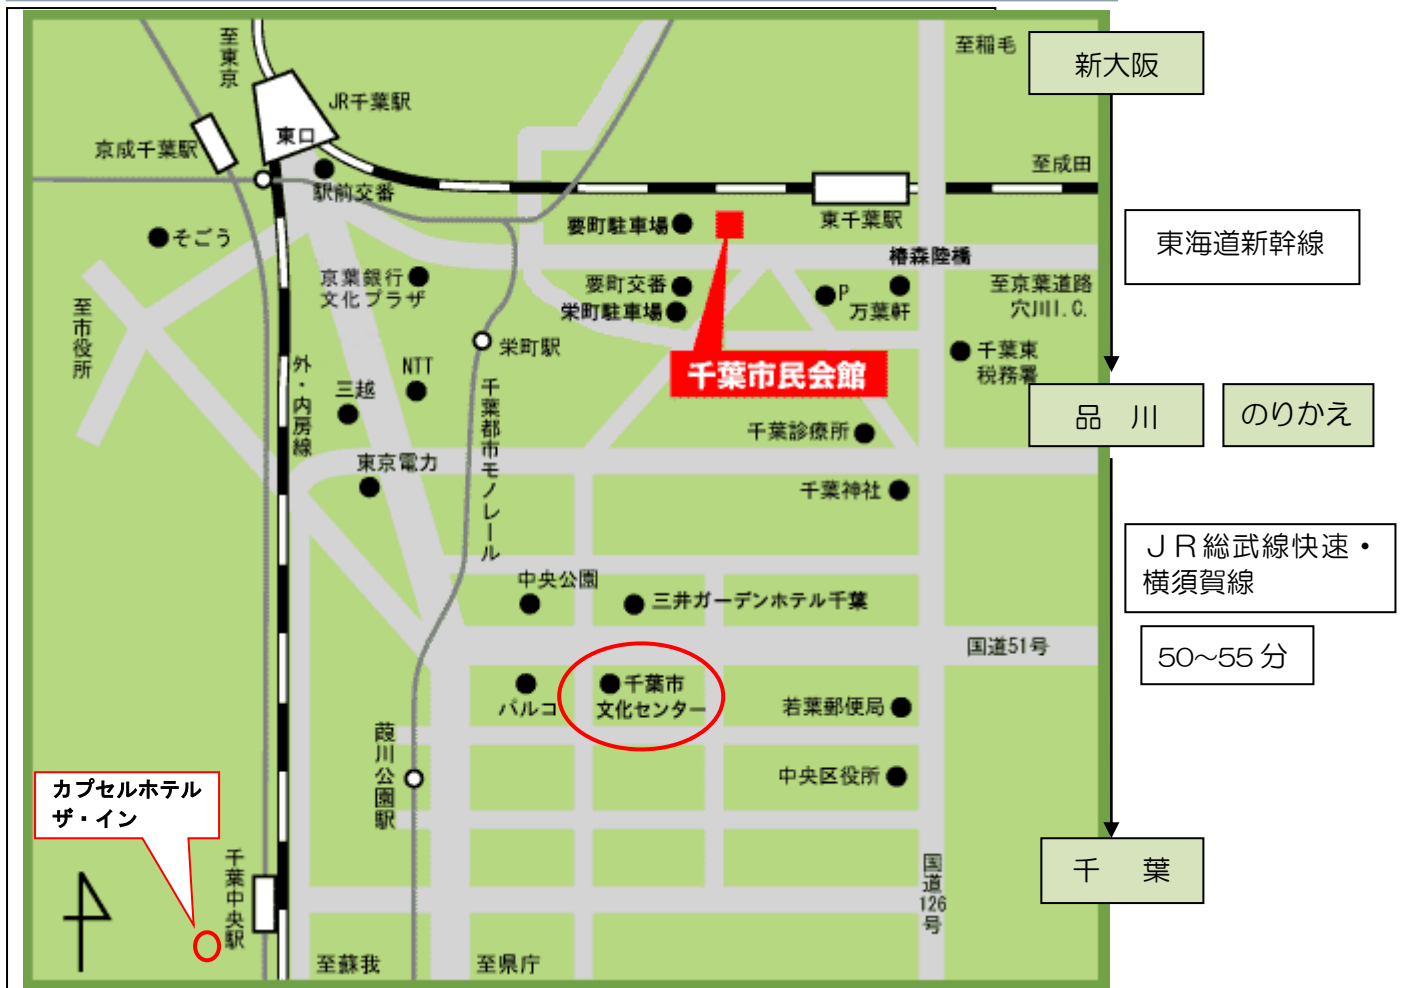 至東京
JR千葉駅
東口
京成千葉駅
駅前交番
至稲毛
至成田
東千葉駅
要町駐車場
そごう
椿森陸橋
京葉銀行
文化プラザ
要町交番
栄町駐車場
P
万葉軒
至京葉道路
穴川I.C.
至市役所
栄町駅
千葉東
税務署
千葉市民会館
外・内房線
NTT
三越
千葉都市モノレール
千葉診療所
東京電力
千葉神社
中央公園
三井ガーデンホテル千葉
国道51号
パルコ
千葉市
文化センター
若葉郵便局
葭川公園駅
中央区役所
カプセルホテル
ザ・イン
千葉中央駅
国道126号
至蘇我
至県庁
新大阪
東海道新幹線
品　川
のりかえ
ＪＲ総武線快速・
横須賀線
50～55分
千　葉